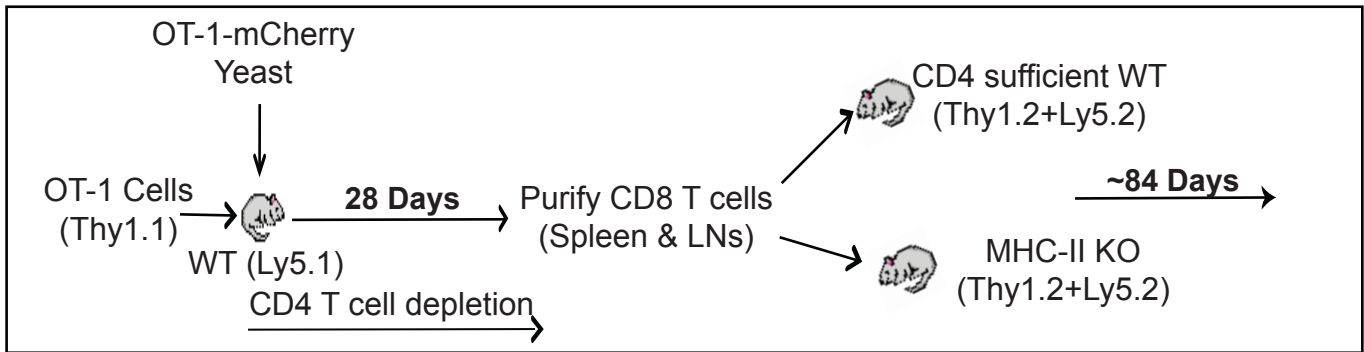 OT-1-mCherry
Yeast
OT-1 Cells
(Thy1.1)
WT (Ly5.1)
CD4 T cell depletion
28 Days
Purify CD8 T cells
(Spleen & LNs)
CD4 sufficient WT
(Thy1.2+Ly5.2)
MHC-II KO
(Thy1.2+Ly5.2)
~84 Days